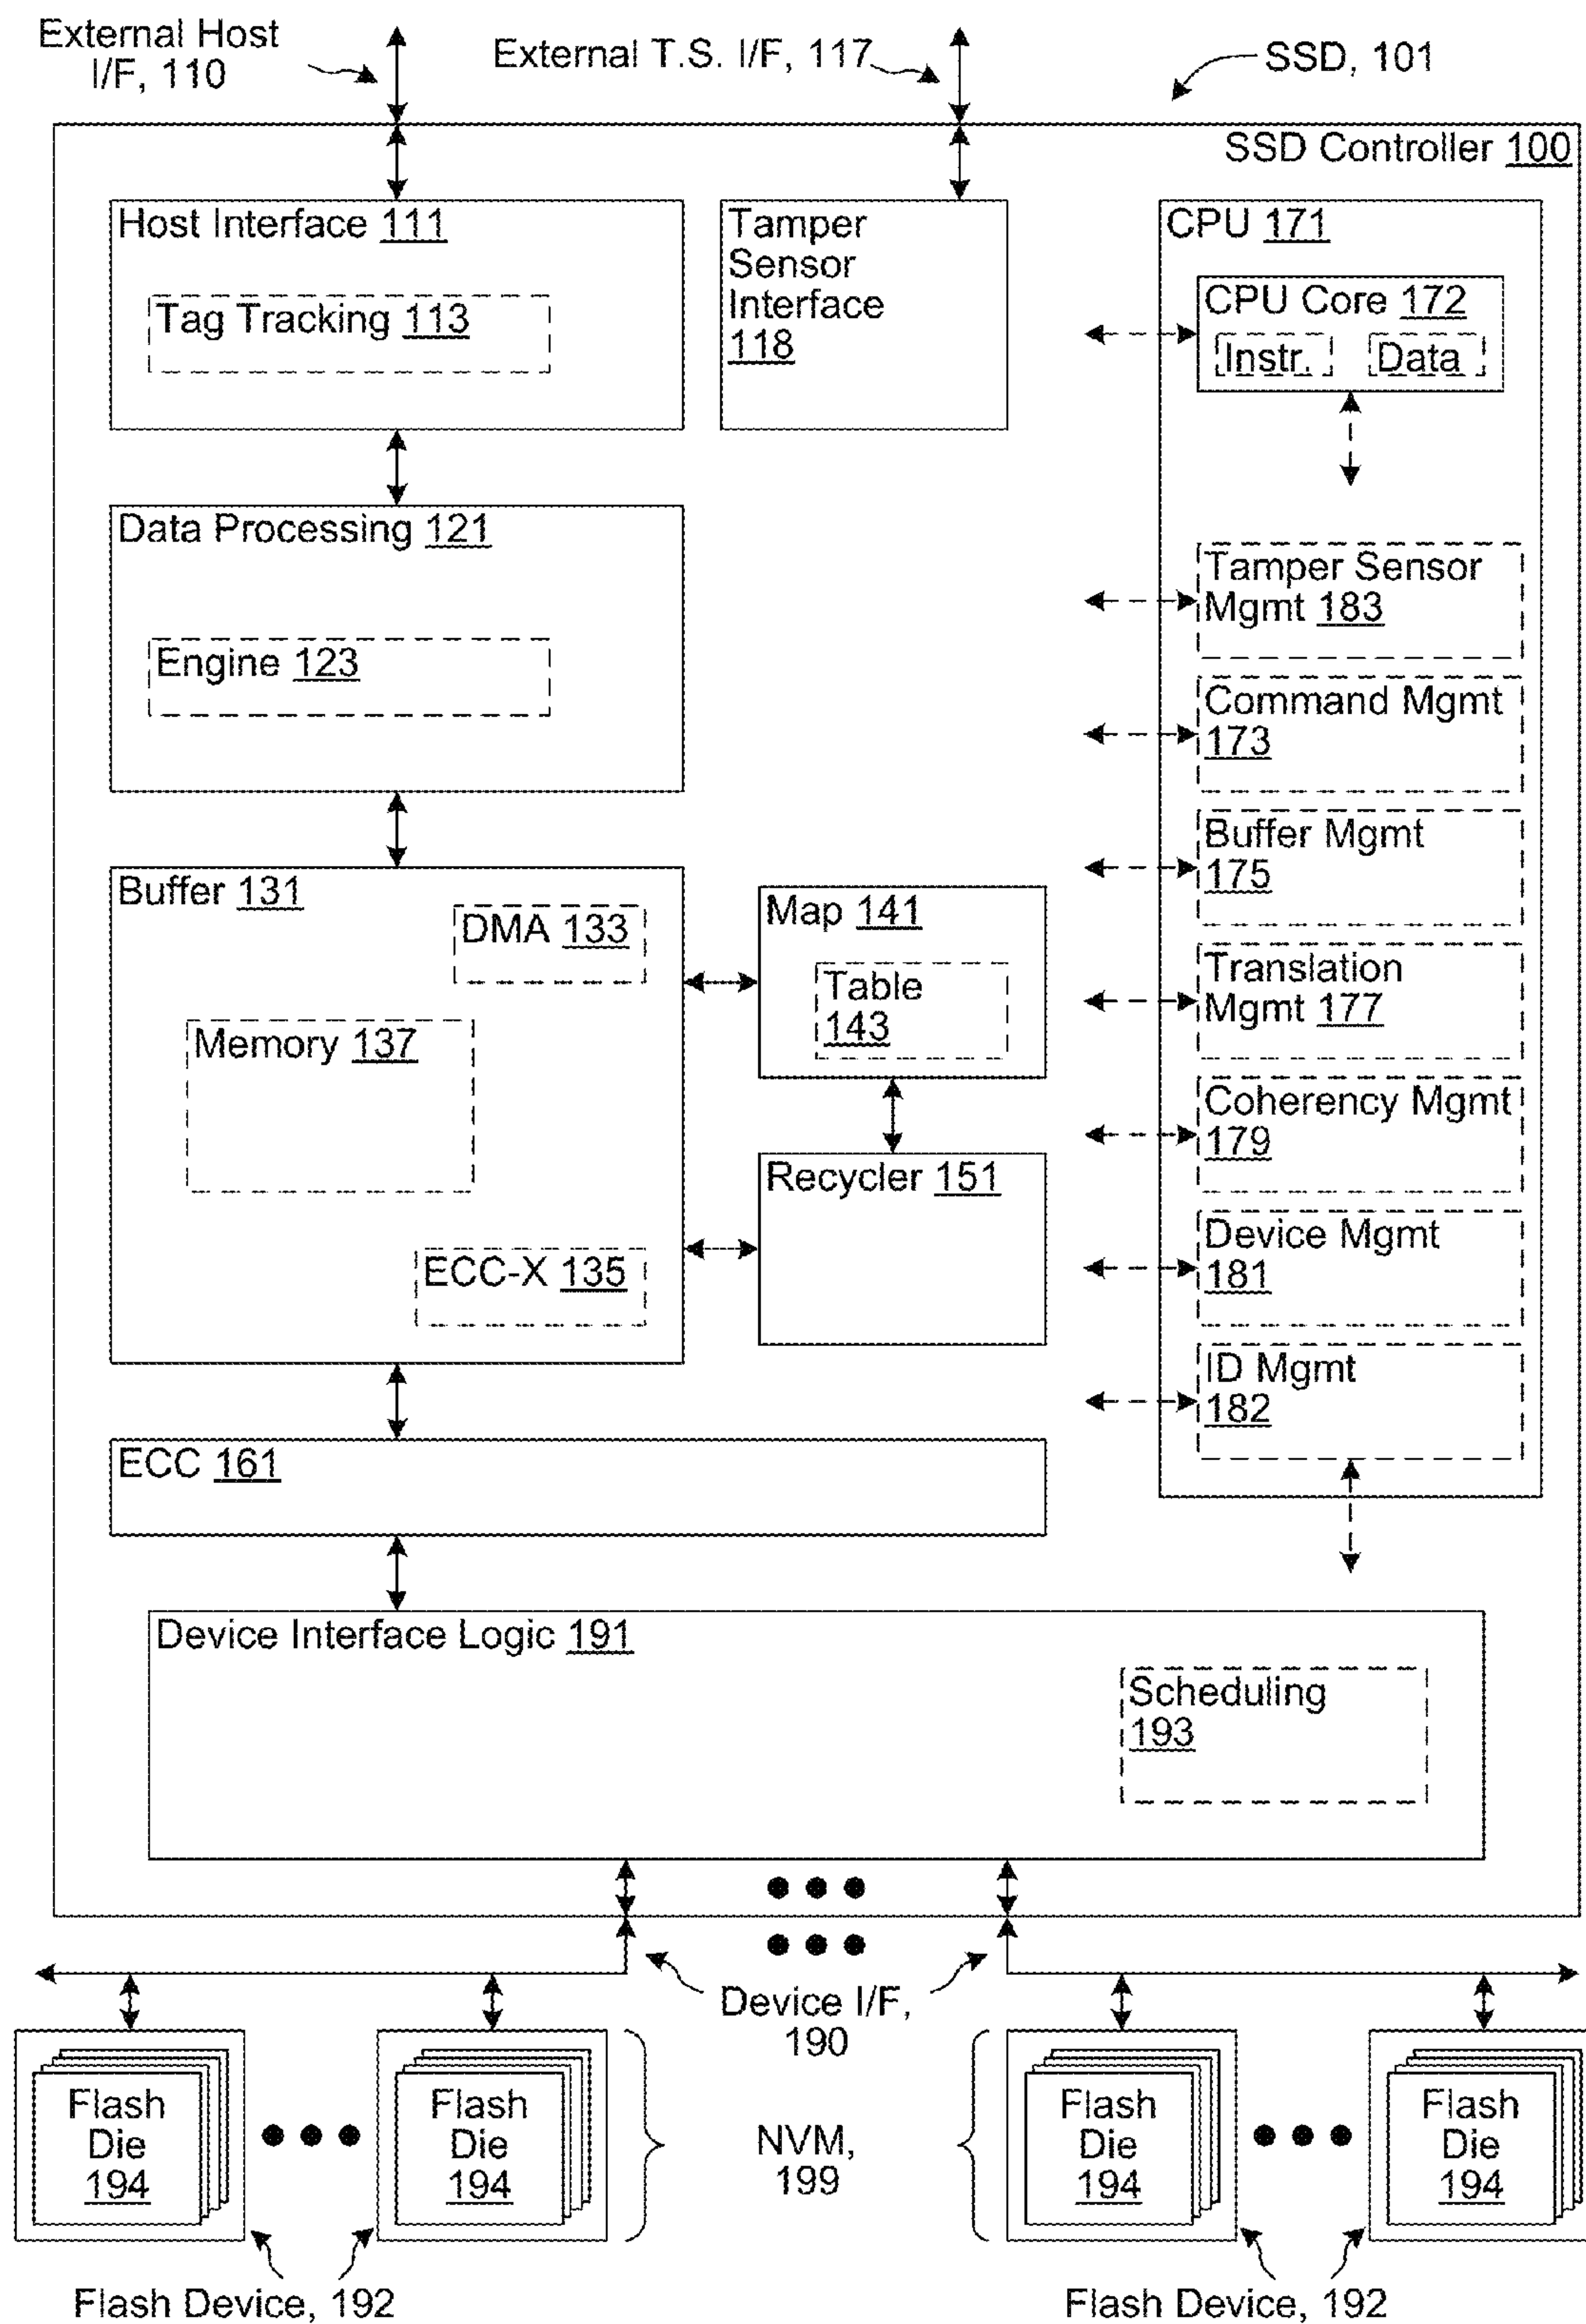 External Host
I/F, 110
External T.S. I/F, 117
SSD, 101
SSD Controller 100
Host Interface 111
Tag Tracking 113
Tamper
Sensor
Interface
118
CPU 171
CPU Core 172
Instr.
Data
Data Processing 121
Engine 123
Tamper Sensor
Mgmt 183
Command Mgmt
173
Buffer Mgmt
175
Translation
Mgmt 177
Coherency Mgmt
179
Device Mgmt
181
ID Mgmt
182
Buffer 131
DMA 133
Memory 137
ECC-X 135
Map 141
Table
143
Recycler 151
ECC 161
Device Interface Logic 191
Scheduling
193
Device I/F,
190
Flash
Die
194
Flash
Die
194
NVM,
199
Flash
Die
194
Flash
Die
194
Flash Device, 192
Flash Device, 192